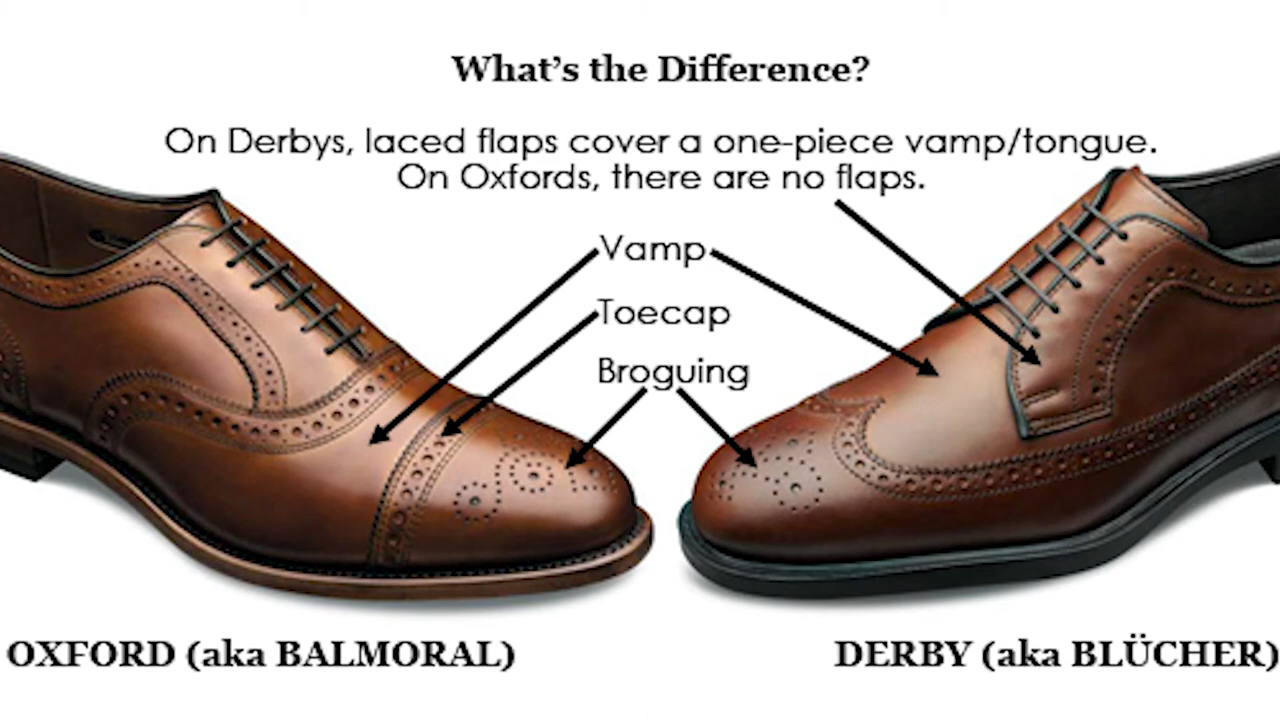 What's the Difference?
On Derbys, laced flaps cover a one-piece vamp/tongue.
On Oxfords, there are no flaps.
Vamp
Toecap
Broguing
OXFORD (aka BALMORAL)
DERBY (aka BLÜCHER)